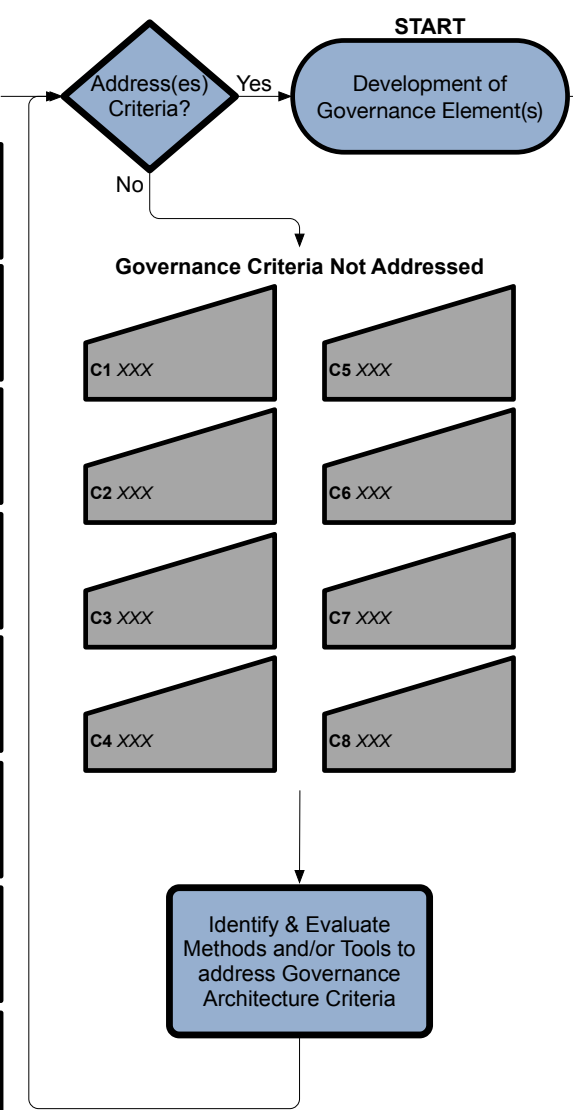 START
Address(es)
Criteria?
Yes
Development of
Governance Element(s)
No
Governance Criteria Not Addressed
C1 XXX
C5 XXX
C2 XXX
C6 XXX
C3 XXX
C7 XXX
C4 XXX
C8 XXX
Identify & Evaluate
Methods and/or Tools to
address Governance
Architecture Criteria